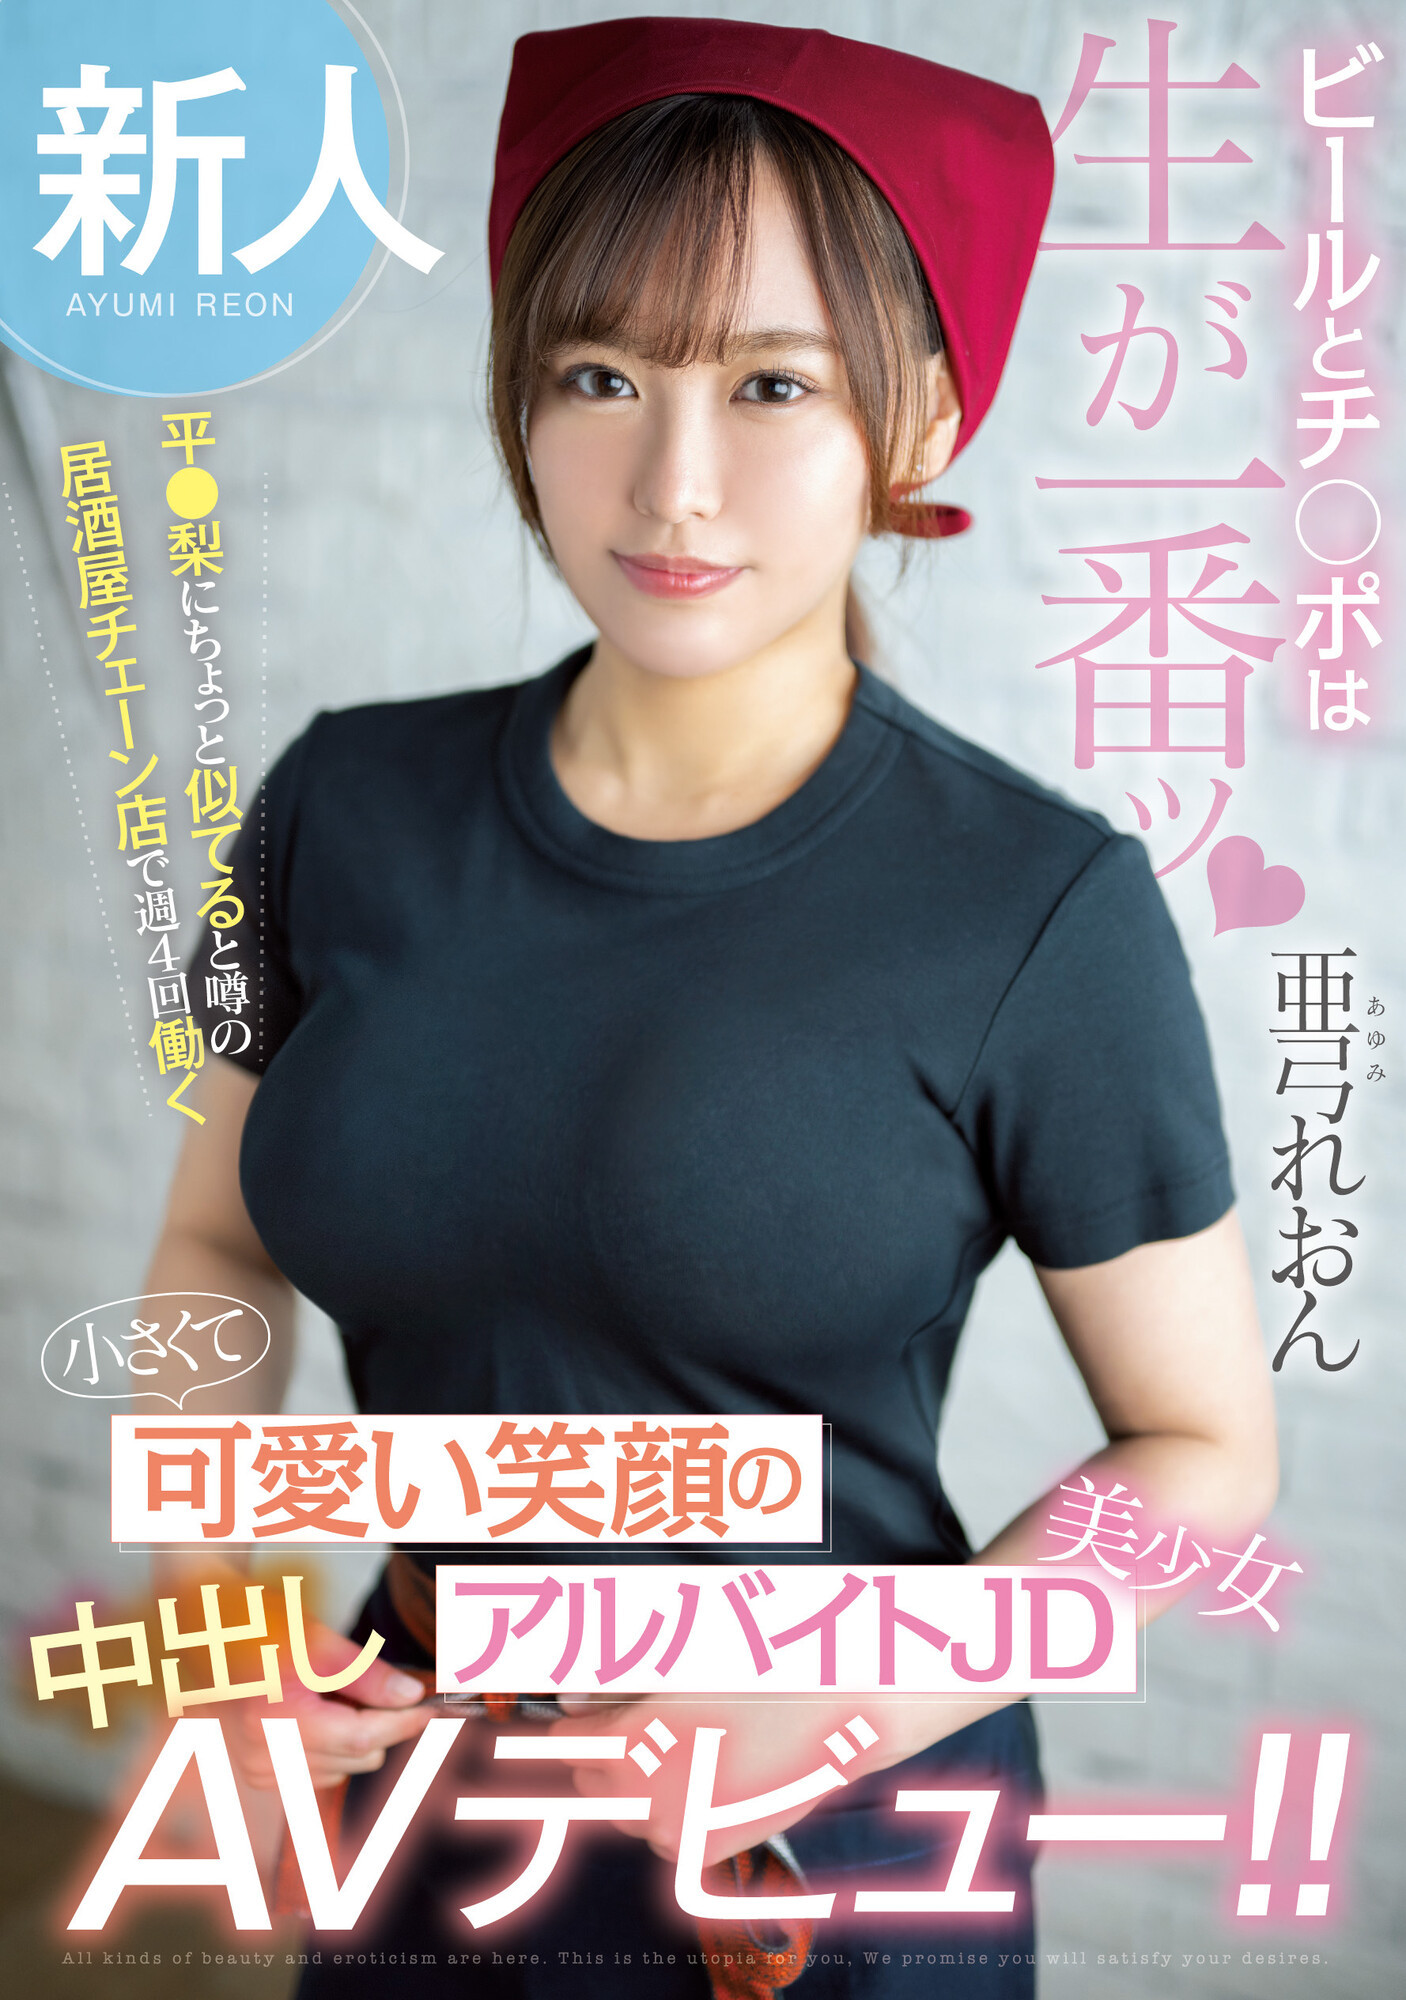 新人
AYUMI REON
ビールとチ〇ポは
生が一番ッ♥
亜弓れおん
あゆみ
平●梨にちょっと似てると噂の
居酒屋チェーン店で週4回働く
小さくて
可愛い笑顔の
美少女
アルバイトJD
中出し
AVデビュー!!
All kinds of beauty and eroticism are here. This is the utopia for you, We promise you will satisfy your desires.